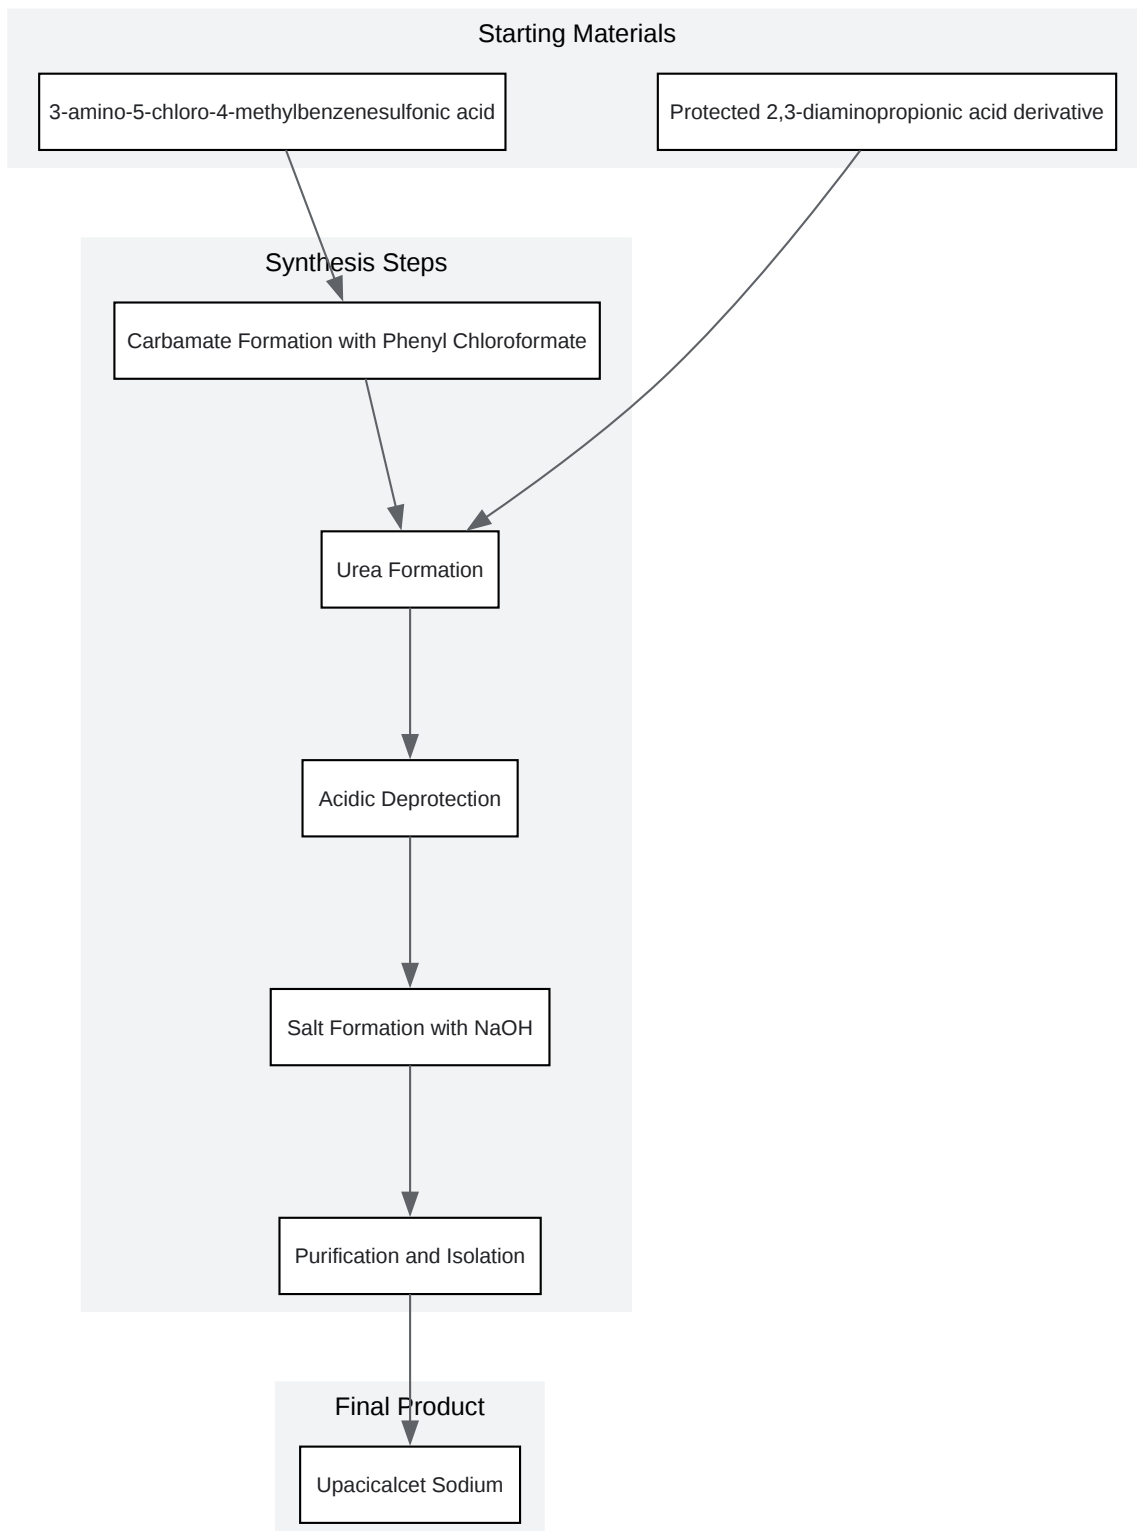 Starting Materials
3-amino-5-chloro-4-methylbenzenesulfonic acid
Protected 2,3-diaminopropionic acid derivative
Synthesis Steps
Carbamate Formation with Phenyl Chloroformate
Urea Formation
Acidic Deprotection
Salt Formation with NaOH
Purification and Isolation
Final Product
Upacicalcet Sodium